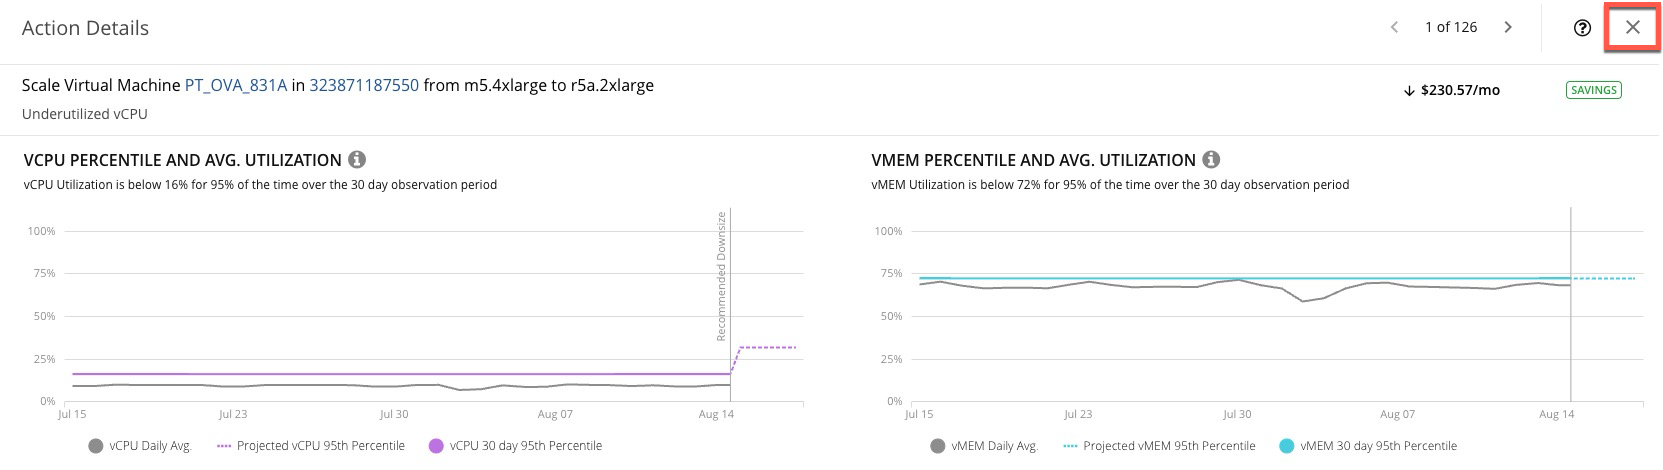 Action Details
1 of 126
Scale Virtual Machine PT_OVA_831A in 323871187550 from m5.4xlarge to r5a.2xlarge
↓ $230.57/mo
SAVINGS
Underutilized vCPU
VCPU PERCENTILE AND AVG. UTILIZATION
vCPU Utilization is below 16% for 95% of the time over the 30 day observation period
100%
75%
50%
25%
0%
Recommended Downsize
Jul 15
Jul 23
Jul 30
Aug 07
Aug 14
vCPU Daily Avg.
Projected vCPU 95th Percentile
vCPU 30 day 95th Percentile
VMEM PERCENTILE AND AVG. UTILIZATION
vMEM Utilization is below 72% for 95% of the time over the 30 day observation period
100%
75%
50%
25%
0%
Jul 15
Jul 23
Jul 30
Aug 07
Aug 14
vMEM Daily Avg.
Projected vMEM 95th Percentile
vMEM 30 day 95th Percentile